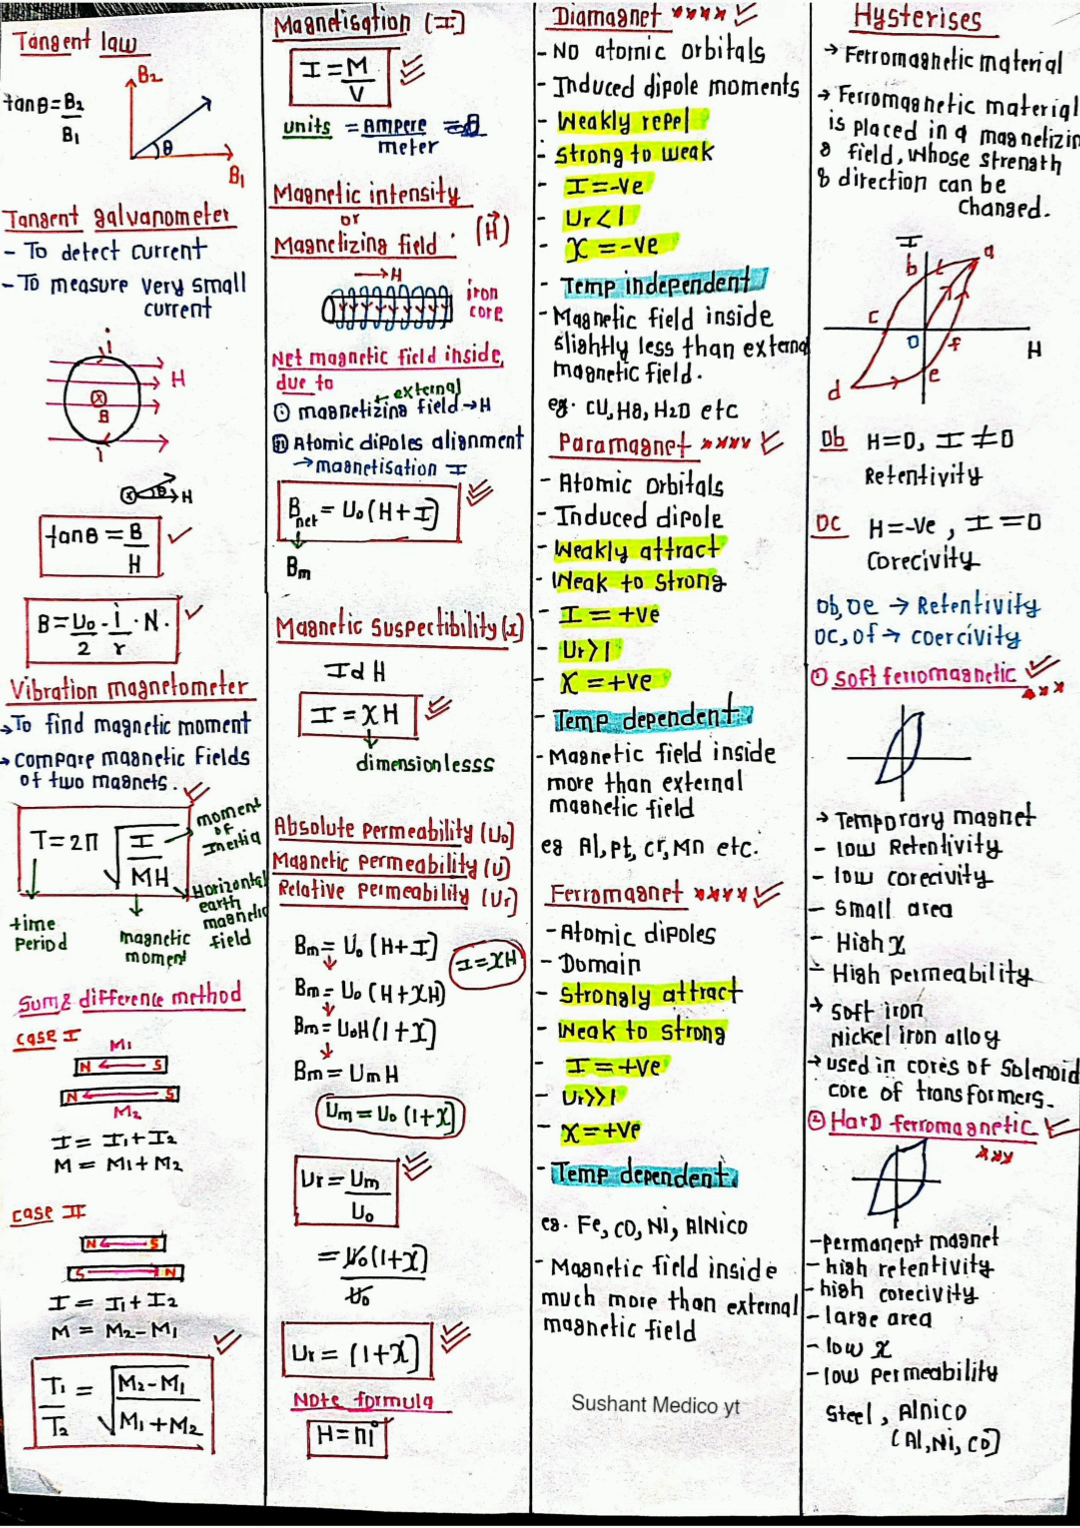 Tangent law
B2
tanθ = B2/B1
θ
B1
Tangent galvanometer
- To detect current
- To measure very small
current
i
H
B
i
θ H
tanθ = B/H
B = U₀/2 · i/r · N ·
Vibration magnetometer
→ To find magnetic moment
→ Compare magnetic fields
of two magnets.
T = 2π √(I/MH)
moment of Inertia
Horizontal earth magnetic field
time Period
magnetic moment
Sum & difference method
case I
M1
N S
N S
M2
I = I1 + I2
M = M1 + M2
case II
N S
S N
I = I1 + I2
M = M2 - M1
T1/T2 = √(M2 - M1 / M1 + M2)
Magnetisation (I)
I = M/V
units = Ampere/meter
Magnetic intensity
or
Magnetizing field · (H)
→ H
iron core
Net magnetic field inside,
due to
← external
① magnetizing field → H
② Atomic dipoles alignment
→ magnetisation I
Bnet = U₀ (H + I)
Bm
Magnetic Suspectibility (x)
I α H
I = χH
dimensionlesss
Absolute permeability (U₀)
Magnetic permeability (U)
Relative permeability (Ur)
Bm = U₀ (H + I)
I = χH
Bm = U₀ (H + χH)
Bm = U₀H (1 + χ)
Bm = Um H
Um = U₀ (1 + χ)
Ur = Um/U₀
= U₀ (1 + χ)/U₀
Ur = (1 + χ)
Note formula
H = ni
Diamagnet ****
- No atomic orbitals
- Induced dipole moments
- Weakly repel
- Strong to weak
- I = -ve
- Ur < 1
- χ = -ve
- Temp independent
- Magnetic field inside
slightly less than external
magnetic field.
eg. CU, Hg, H2O etc
Paramagnet ****
- Atomic Orbitals
- Induced dipole
- Weakly attract
- Weak to strong
- I = +ve
- Ur > 1
- χ = +ve
- Temp dependent.
- Magnetic field inside
more than external
magnetic field
eg Al, pt, cr, Mn etc.
Ferromagnet ****
- Atomic dipoles
- Domain
- Strongly attract
- Weak to strong
- I = +ve
- Ur >> 1
- χ = +ve
- Temp dependent.
eg. Fe, CO, Ni, AlNico
- Magnetic field inside
much more than external
magnetic field
Sushant Medico yt
Hysterises
→ Ferromagnetic material
→ Ferromagnetic material
is placed in a magnetizin
g field, whose strength
& direction can be
changed.
I
b t a
c
O f H
d e
Ob H = 0, I ≠ 0
Retentivity
OC H = -ve, I = 0
Corecivity
Ob, Oe → Retentivity
OC, Of → coercivity
① Soft ferromagnetic
***
→ Temporary magnet
- low Retentivity
- low corecivity
- Small area
- High χ
- High permeability
→ Soft iron
Nickel iron alloy
→ used in cores of Solenoid
core of transformers.
② HarD ferromagnetic
***
- permanent magnet
- high retentivity
- high corecivity
- large area
- low χ
- low permeability
Steel, AlNico
(Al, Ni, CO)